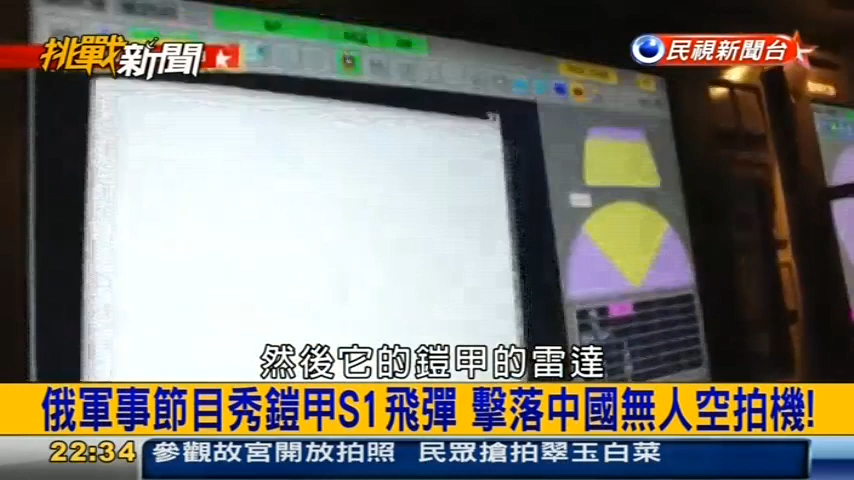 挑戰新聞
民視新聞台
然後它的鎧甲的雷達
俄軍事節目秀鎧甲S1飛彈 擊落中國無人空拍機!
22:34 參觀故宮開放拍照 民眾搶拍翠玉白菜